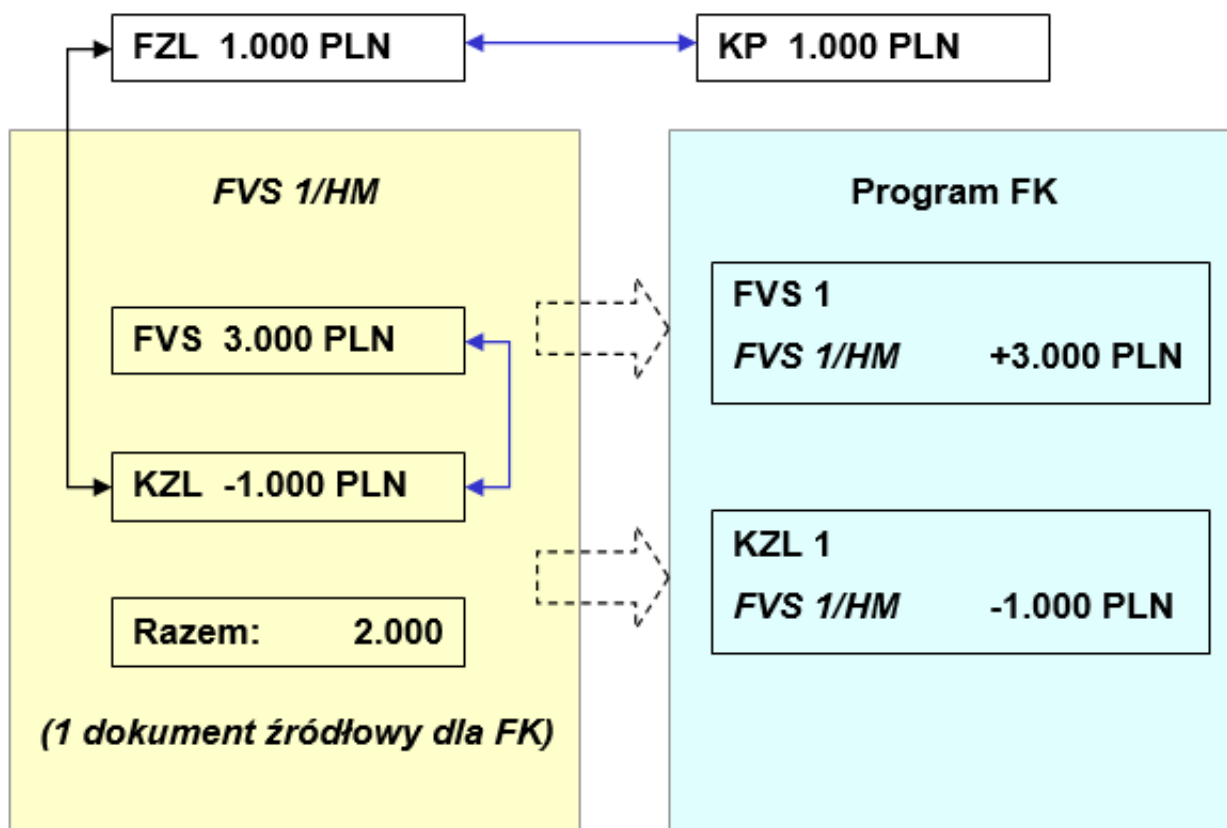 FZL 1.000 PLN
KP 1.000 PLN
FVS 1/HM
FVS 3.000 PLN
KZL -1.000 PLN
Razem: 2.000
(1 dokument źródłowy dla FK)
Program FK
FVS 1
FVS 1/HM +3.000 PLN
KZL 1
FVS 1/HM -1.000 PLN